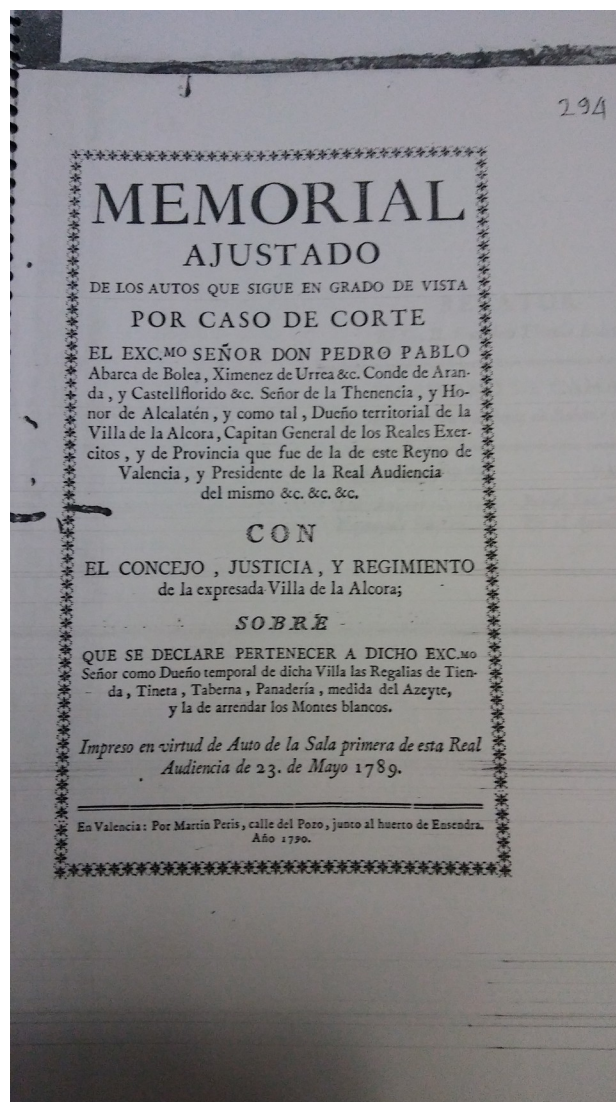 294
MEMORIAL
AJUSTADO
DE LOS AUTOS QUE SIGUE EN GRADO DE VISTA
POR CASO DE CORTE
EL EXC.MO SEÑOR DON PEDRO PABLO
Abarca de Bolea, Ximenez de Urrea &c. Conde de Aran-
da, y Castellflorido &c. Señor de la Thenencia, y Ho-
nor de Alcalatén, y como tal, Dueño territorial de la
Villa de la Alcora, Capitan General de los Reales Exer-
citos, y de Provincia que fue de la de este Reyno de
Valencia, y Presidente de la Real Audiencia
del mismo &c. &c. &c.
CON
EL CONCEJO, JUSTICIA, Y REGIMIENTO
de la expresada Villa de la Alcora;
SOBRE
QUE SE DECLARE PERTENECER A DICHO EXC.MO
Señor como Dueño temporal de dicha Villa las Regalias de Tien-
da, Tineta, Taberna, Panadería, medida del Azeyte,
y la de arrendar los Montes blancos.
Impreso en virtud de Auto de la Sala primera de esta Real
Audiencia de 23. de Mayo 1789.
En Valencia: Por Martin Peris, calle del Pozo, junto al huerto de Ensendra.
Año 1790.